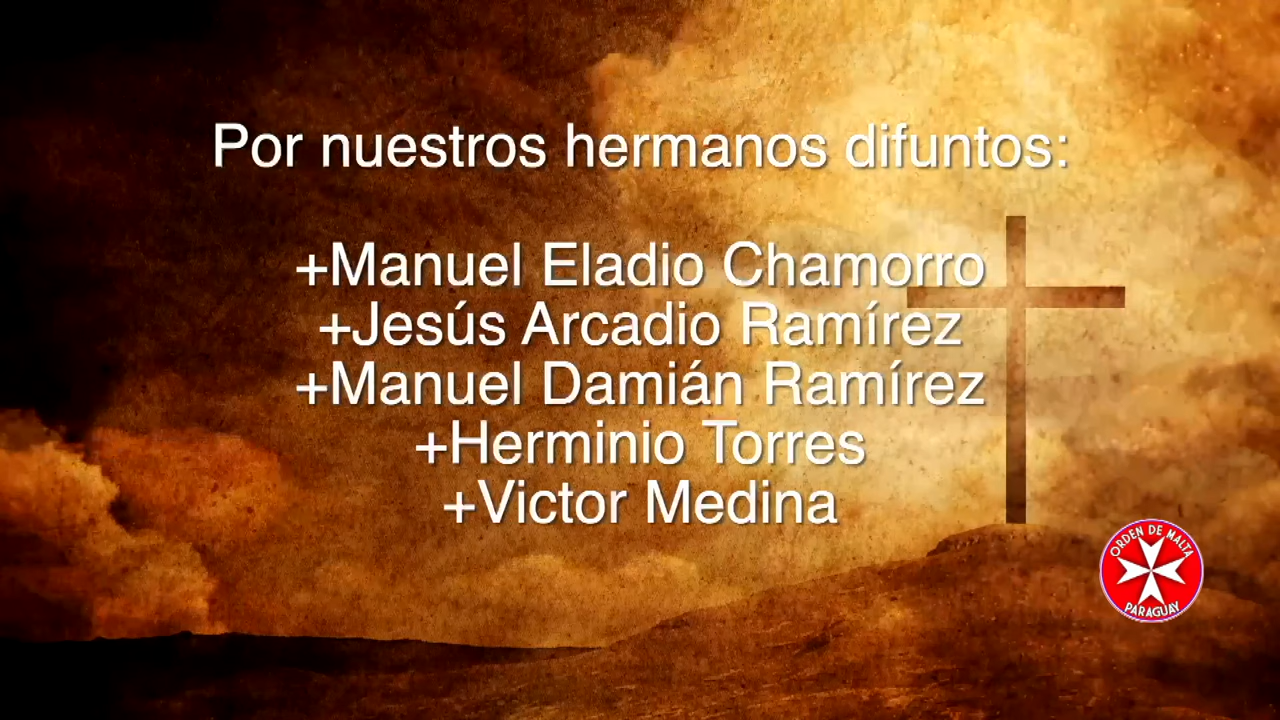 Por nuestros hermanos difuntos:
+Manuel Eladio Chamorro
+Jesús Arcadio Ramírez
+Manuel Damián Ramírez
+Herminio Torres
+Victor Medina
ORDEN DE MALTA
PARAGUAY